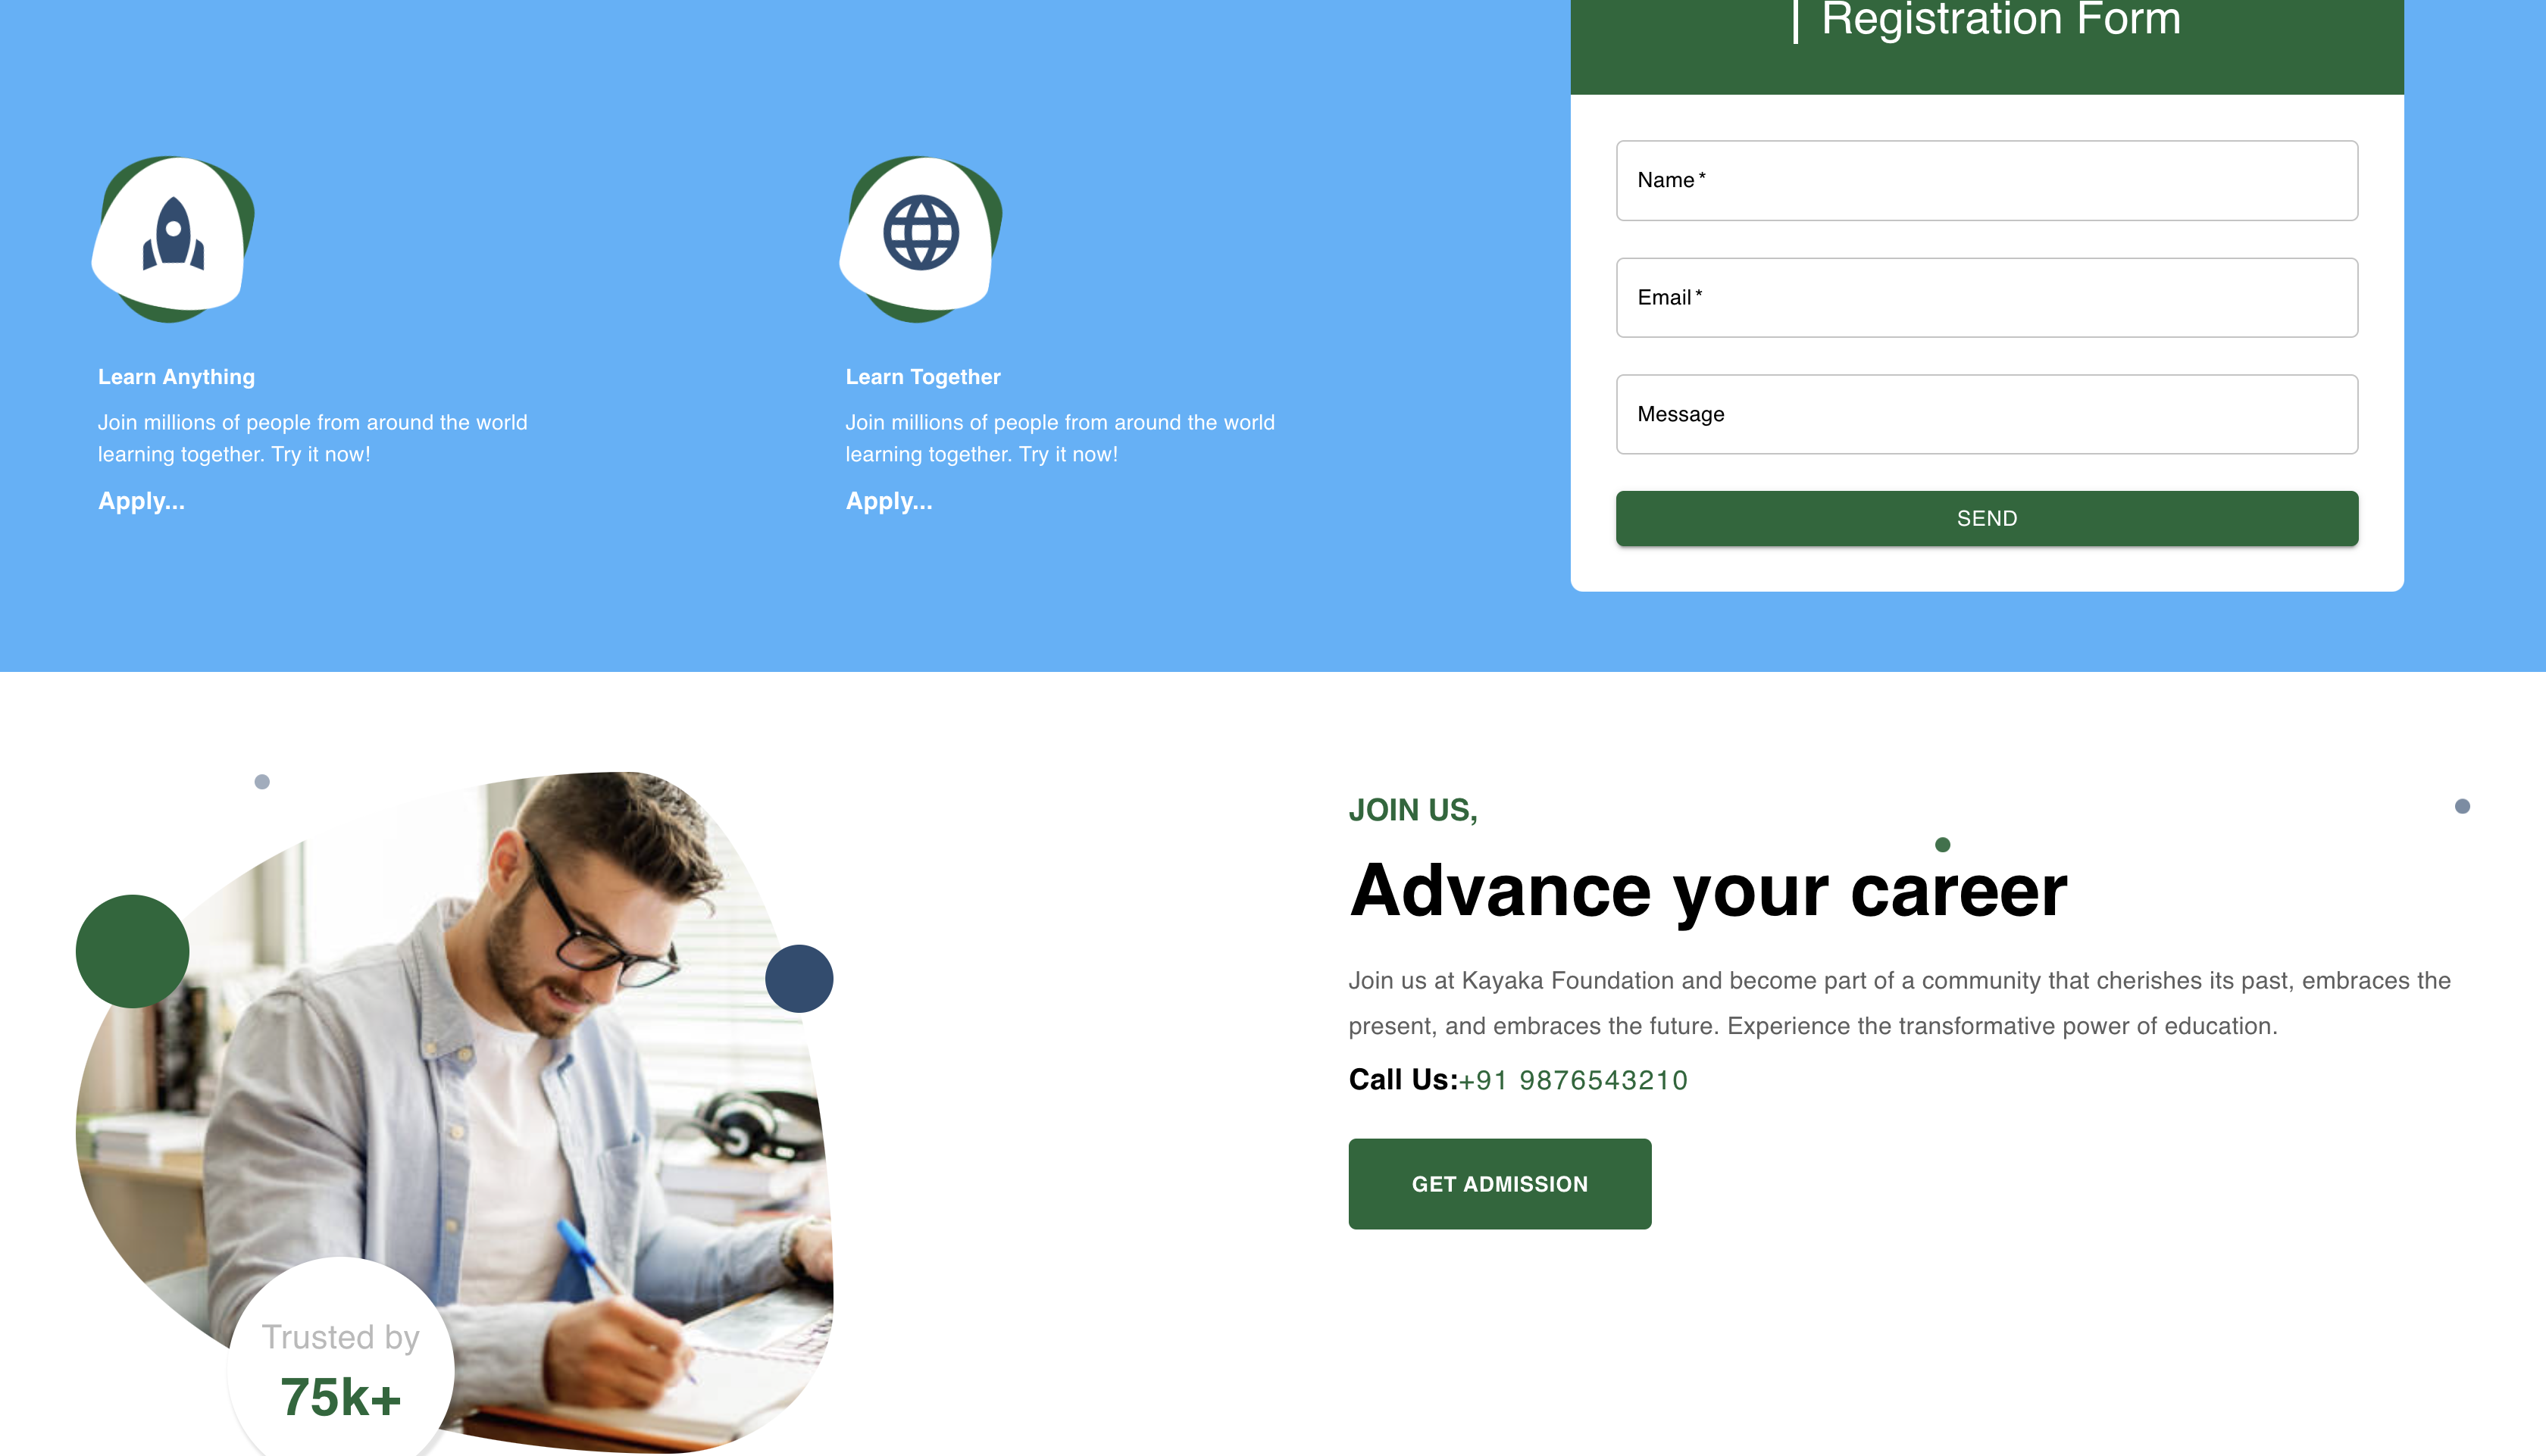 Registration Form
Name *
Email *
Message
SEND
Learn Anything
Join millions of people from around the world
learning together. Try it now!
Apply...
Learn Together
Join millions of people from around the world
learning together. Try it now!
Apply...
Trusted by
75k+
JOIN US,
Advance your career
Join us at Kayaka Foundation and become part of a community that cherishes its past, embraces the
present, and embraces the future. Experience the transformative power of education.
Call Us:+91 9876543210
GET ADMISSION